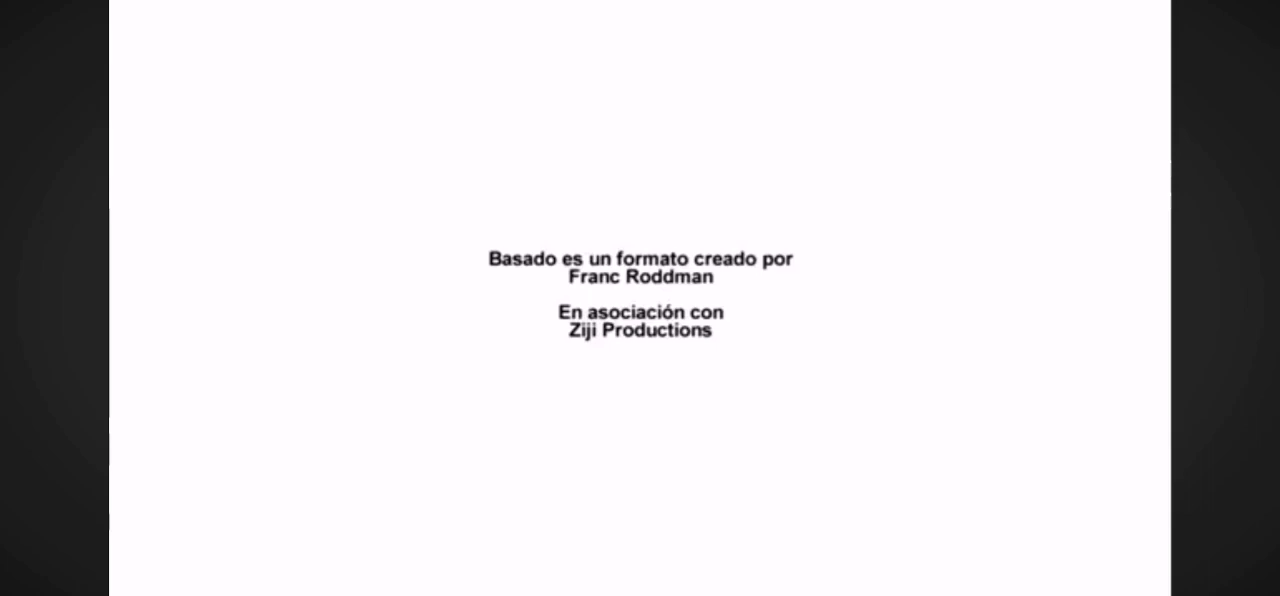 Basado es un formato creado por
Franc Roddman
En asociación con
Ziji Productions